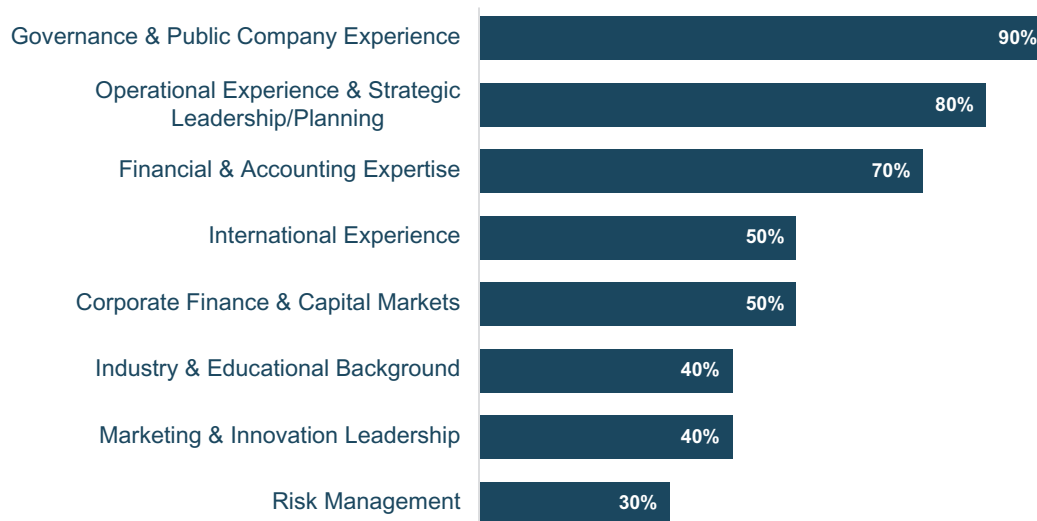 Governance & Public Company Experience 90%
Operational Experience & Strategic
Leadership/Planning 80%
Financial & Accounting Expertise 70%
International Experience 50%
Corporate Finance & Capital Markets 50%
Industry & Educational Background 40%
Marketing & Innovation Leadership 40%
Risk Management 30%